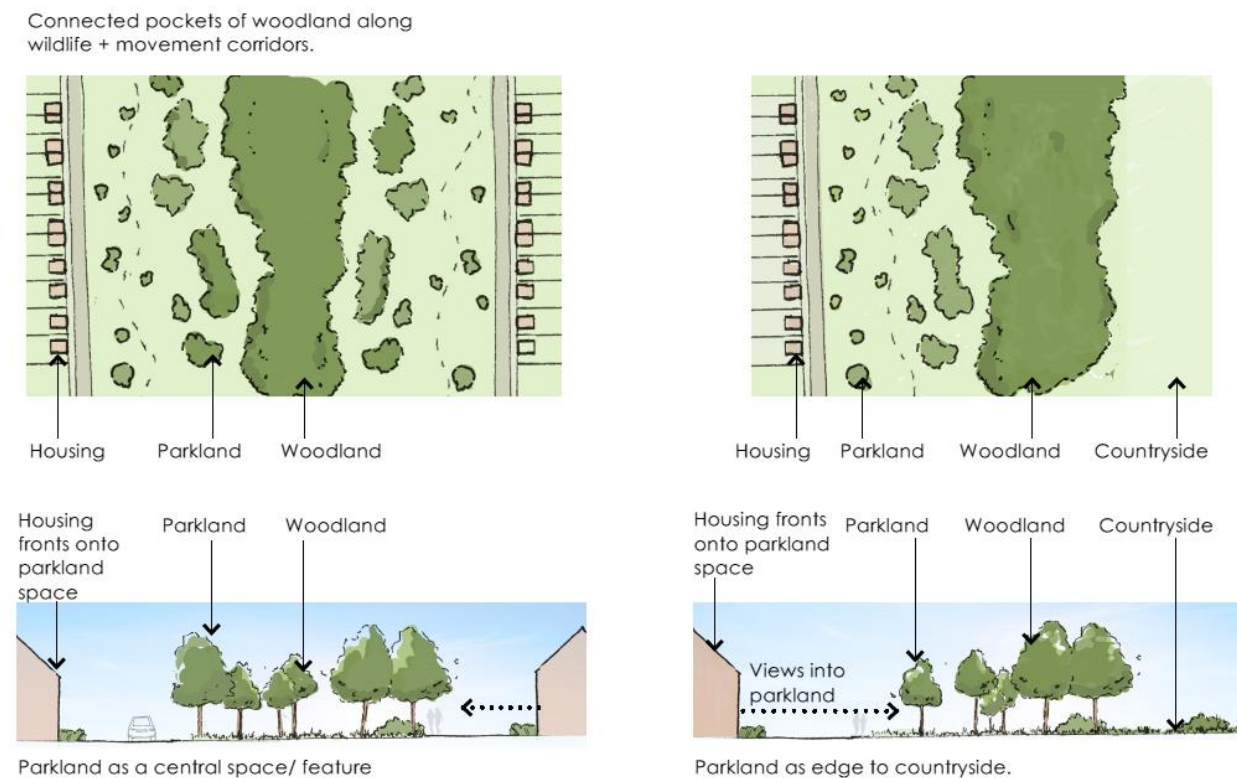 Connected pockets of woodland along
wildlife + movement corridors.
Housing
Parkland
Woodland
Housing
Parkland
Woodland
Countryside
Housing
fronts onto
parkland
space
Parkland
Woodland
Parkland as a central space/ feature
Housing fronts
onto parkland
space
Parkland
Woodland
Countryside
Views into
parkland
Parkland as edge to countryside.